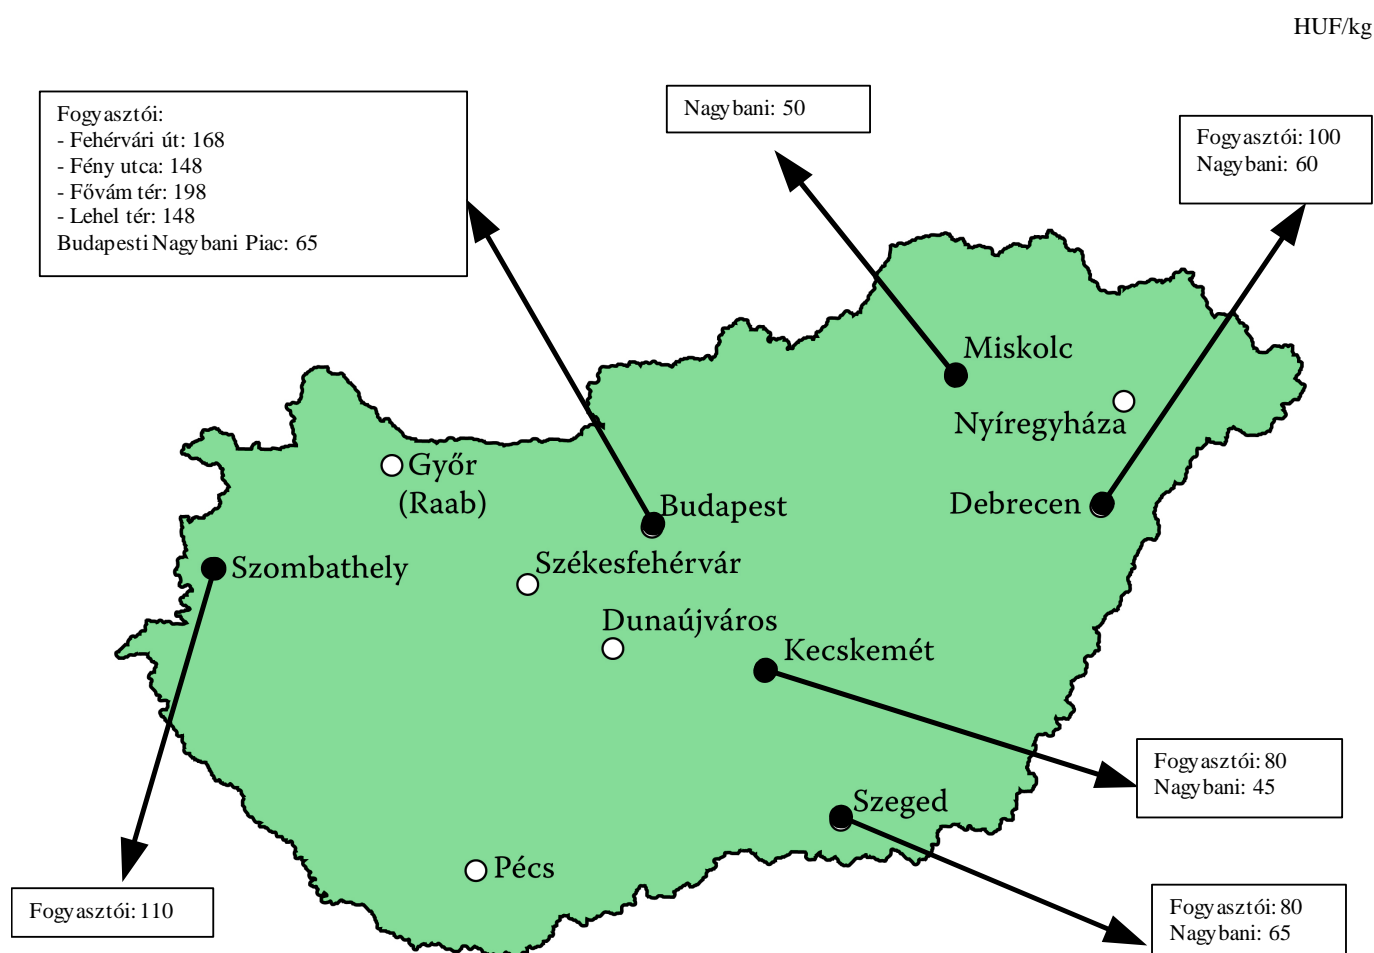 HUF/kg
Fogyasztói:
- Fehérvári út: 168
- Fény utca: 148
- Fővám tér: 198
- Lehel tér: 148
Budapesti Nagybani Piac: 65
Nagybani: 50
Fogyasztói: 100
Nagybani: 60
Miskolc
Nyíregyháza
Győr
(Raab)
Budapest
Debrecen
Szombathely
Székesfehérvár
Dunaújváros
Kecskemét
Fogyasztói: 80
Nagybani: 45
Szeged
Pécs
Fogyasztói: 110
Fogyasztói: 80
Nagybani: 65